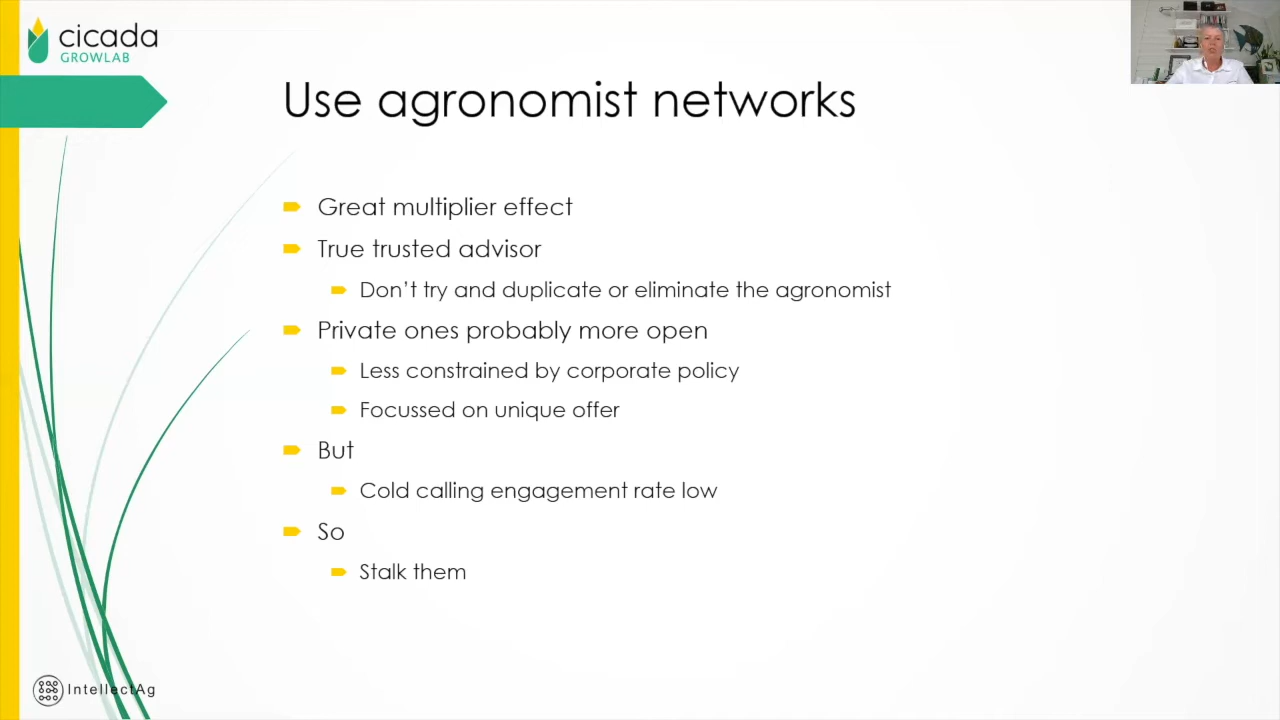 cicada
GROWLAB
Use agronomist networks
Great multiplier effect
True trusted advisor
Don't try and duplicate or eliminate the agronomist
Private ones probably more open
Less constrained by corporate policy
Focussed on unique offer
But
Cold calling engagement rate low
So
Stalk them
IntellectAg